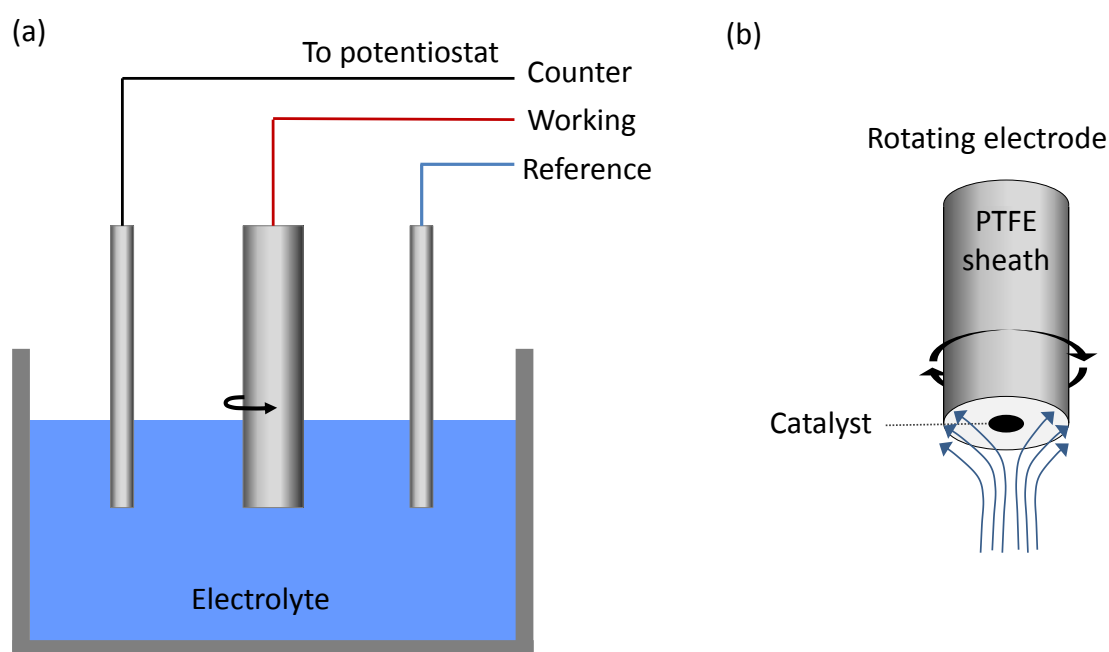 (a)
To potentiostat
Counter
Working
Reference
Electrolyte
(b)
Rotating electrode
PTFE
sheath
Catalyst